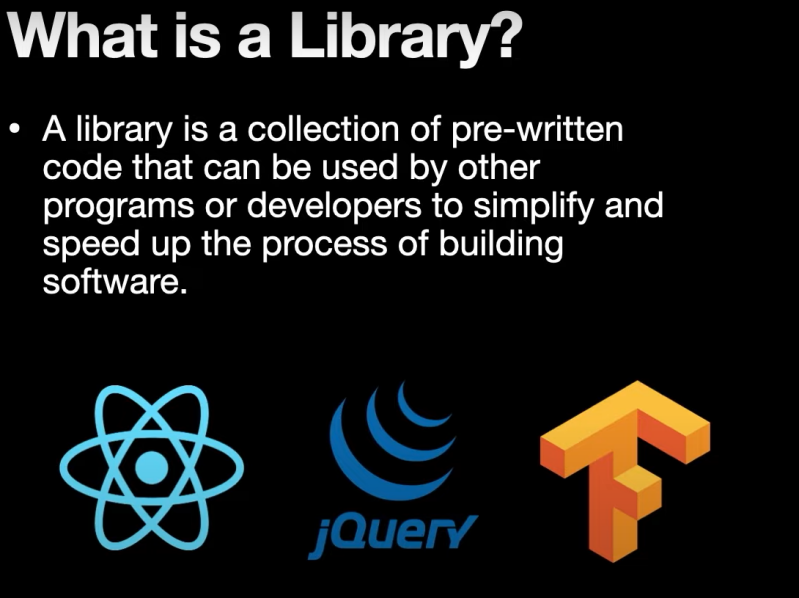 What is a Library?
• A library is a collection of pre-written
code that can be used by other
programs or developers to simplify and
speed up the process of building
software.
jQuery